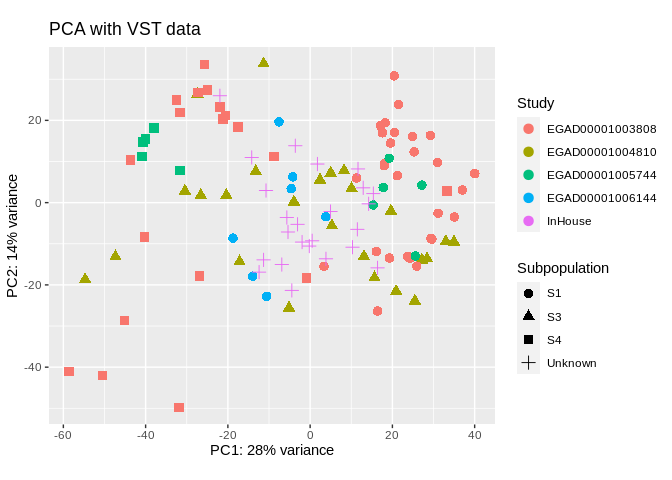 PCA with VST data
PC2: 14% variance
20
0
-20
-40
-60
-40
-20
0
20
40
PC1: 28% variance
Study
EGAD00001003808
EGAD00001004810
EGAD00001005744
EGAD00001006144
InHouse
Subpopulation
S1
S3
S4
Unknown